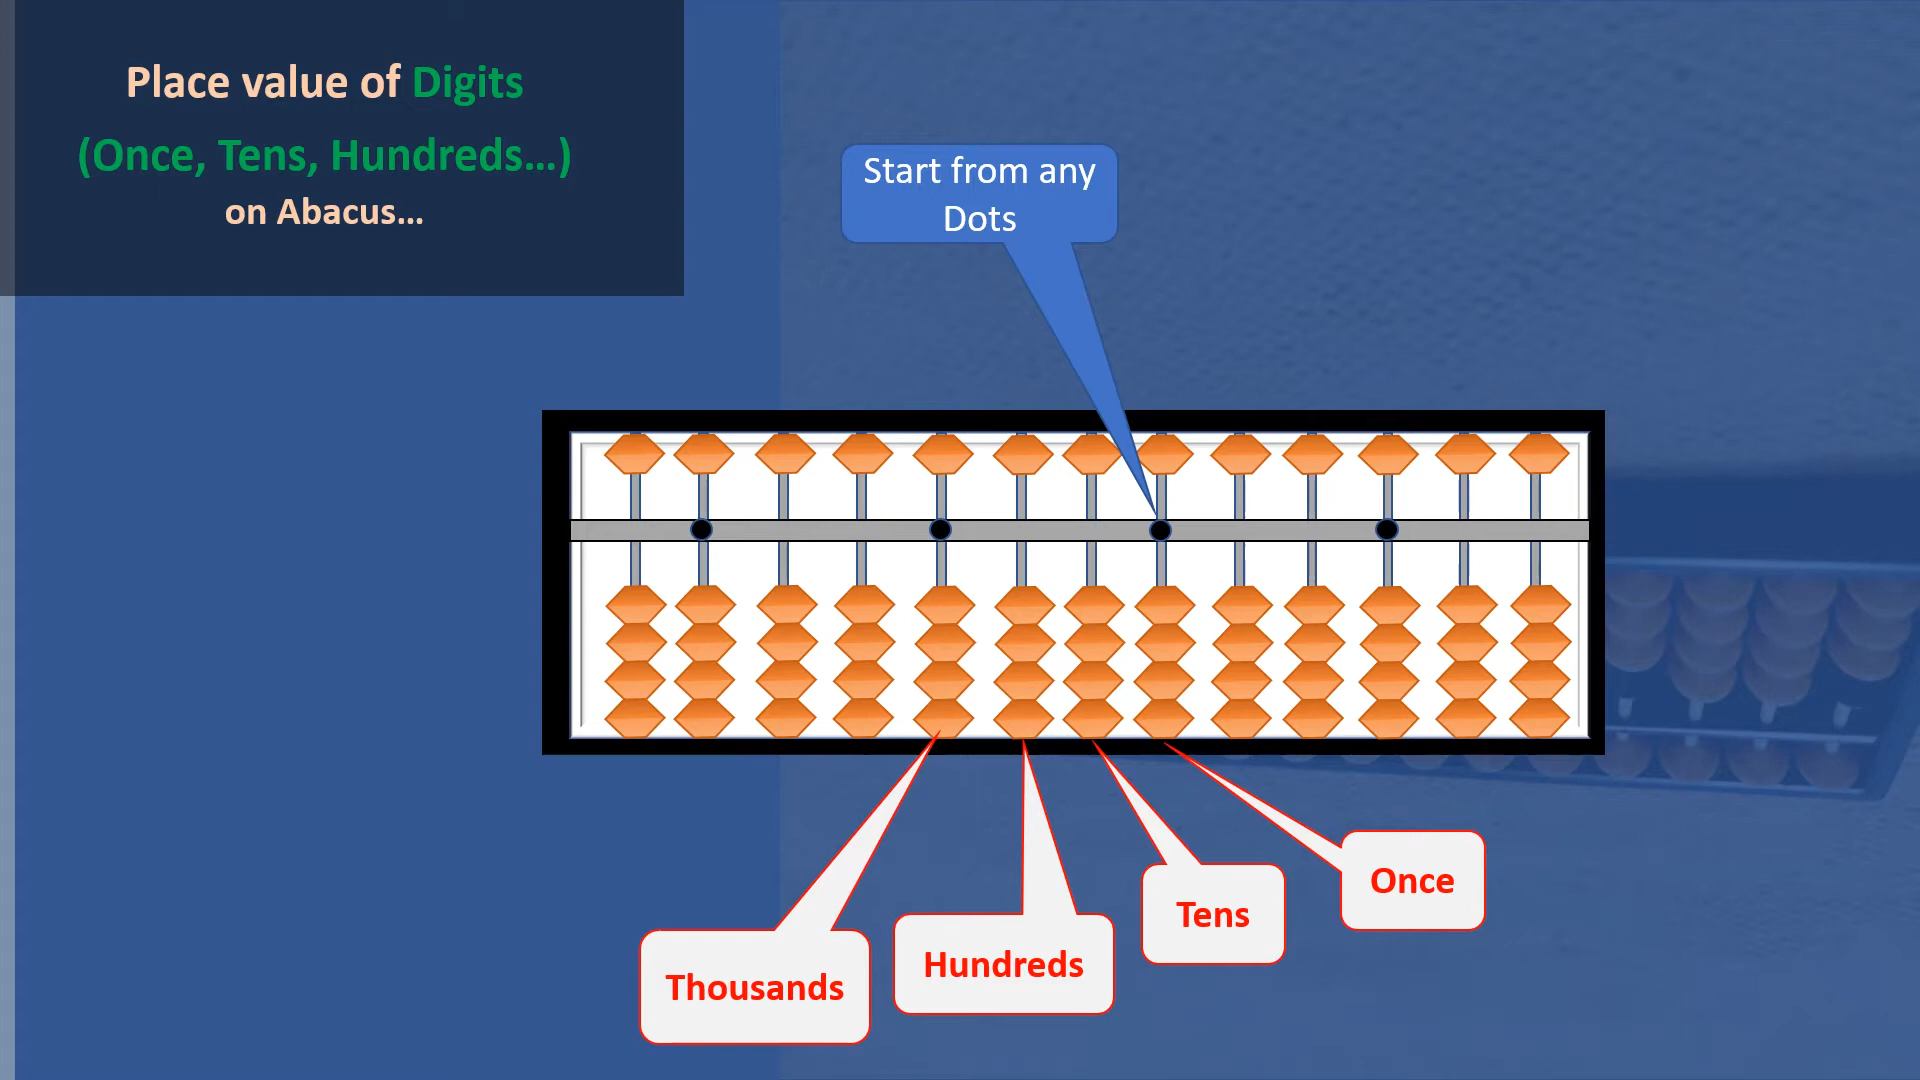 Place value of Digits
(Once, Tens, Hundreds...)
on Abacus...
Start from any
Dots
Thousands
Hundreds
Tens
Once